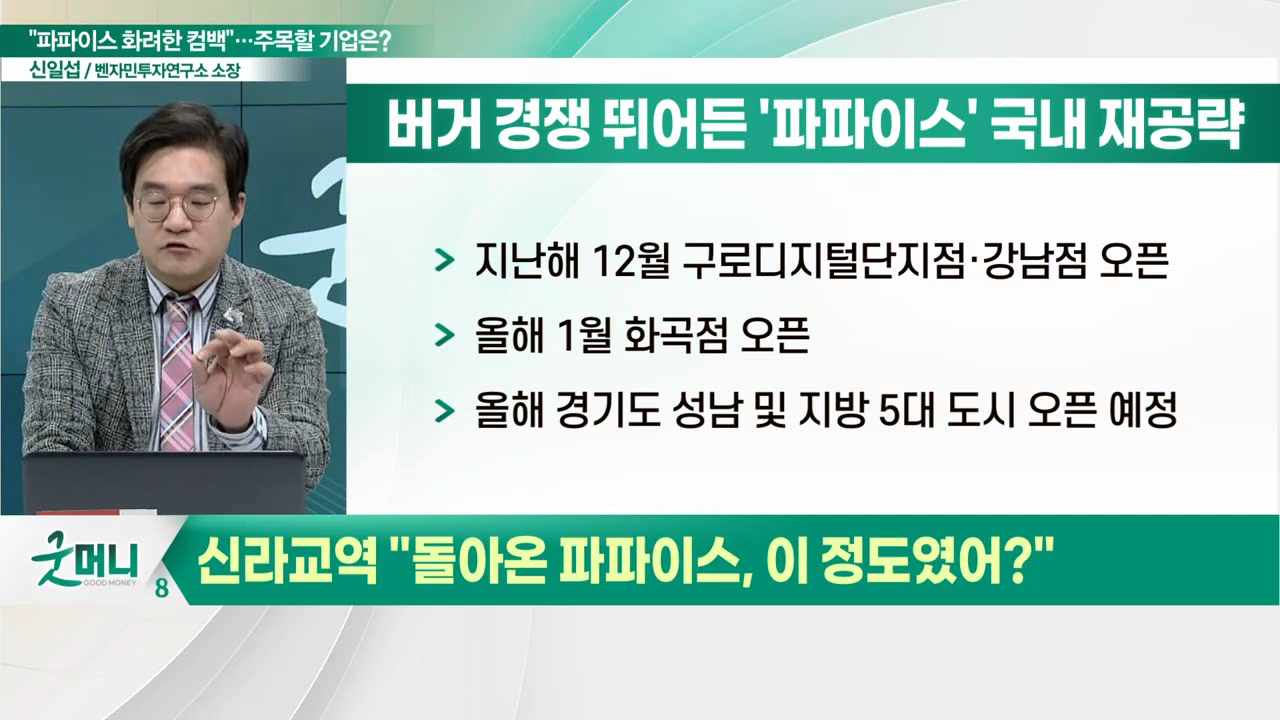 "파파이스 화려한 컴백"…주목할 기업은?
신일섭 / 벤자민투자연구소 소장
버거 경쟁 뛰어든 '파파이스' 국내 재공략
> 지난해 12월 구로디지털단지점·강남점 오픈
> 올해 1월 화곡점 오픈
> 올해 경기도 성남 및 지방 5대 도시 오픈 예정
굿머니
GOOD MONEY
8
신라교역 "돌아온 파파이스, 이 정도였어?"